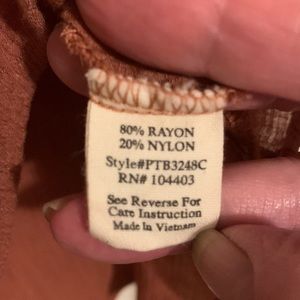 80% RAYON
20% NYLON
Style#PTB3248C
RN# 104403
See Reverse For
Care Instruction
Made In Vietnam